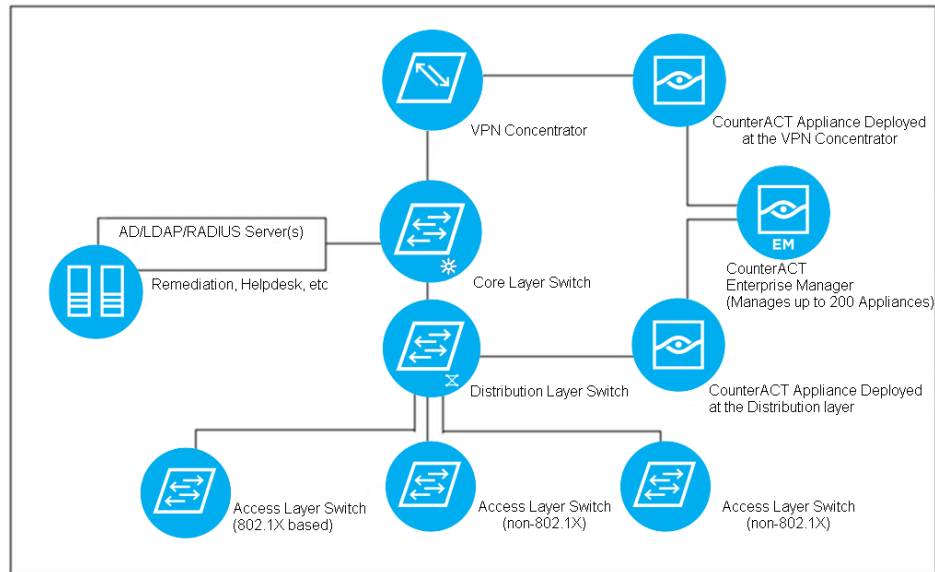 VPN Concentrator
CounterACT Appliance Deployed
at the VPN Concentrator
AD/LDAP/RADIUS Server(s)
Remediation, Helpdesk, etc
Core Layer Switch
EM
CounterACT
Enterprise Manager
(Manages up to 200 Appliances)
Distribution Layer Switch
CounterACT Appliance Deployed
at the Distribution layer
Access Layer Switch
(802.1X based)
Access Layer Switch
(non-802.1X)
Access Layer Switch
(non-802.1X)